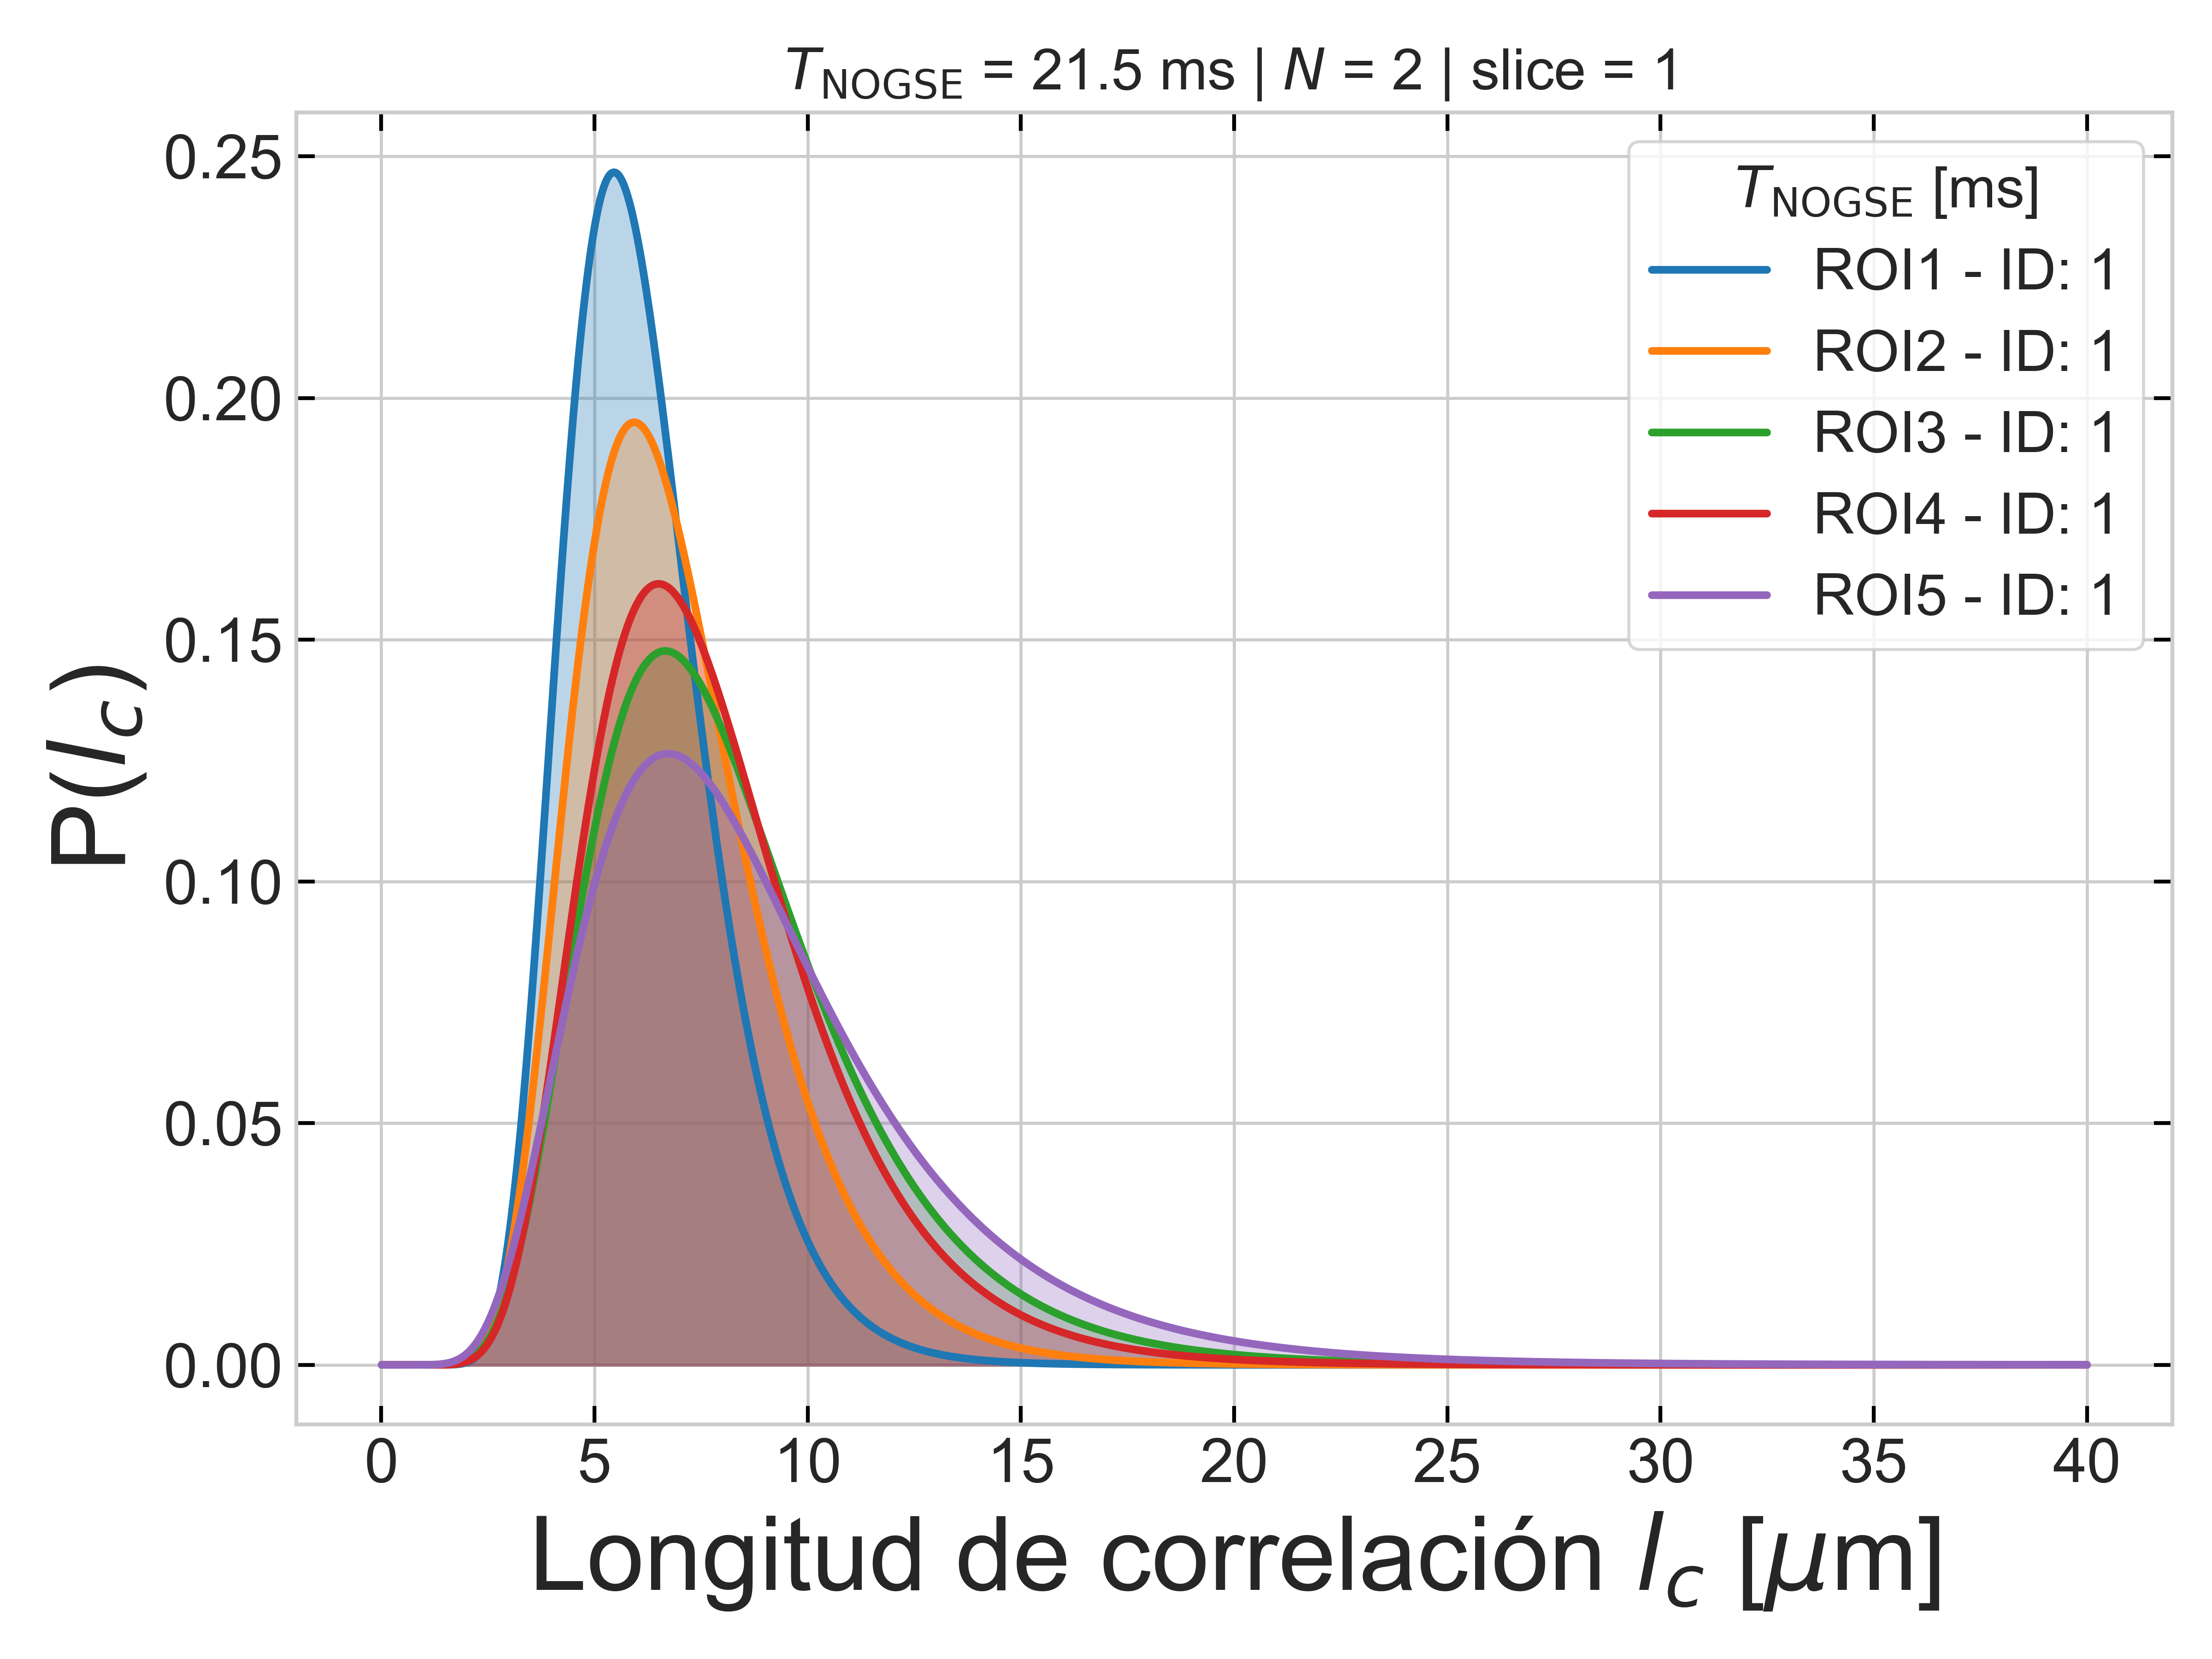 T_NOGSE = 21.5 ms | N = 2 | slice = 1
T_NOGSE [ms]
ROI1 - ID: 1
ROI2 - ID: 1
ROI3 - ID: 1
ROI4 - ID: 1
ROI5 - ID: 1
P(l_c)
0.25
0.20
0.15
0.10
0.05
0.00
0 5 10 15 20 25 30 35 40
Longitud de correlación l_c [μm]